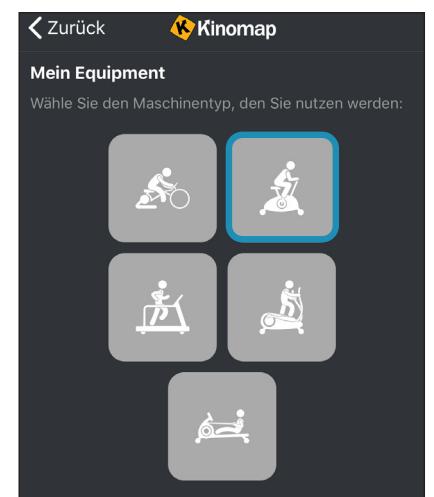 Zurück
Kinomap
Mein Equipment
Wähle Sie den Maschinentyp, den Sie nutzen werden: